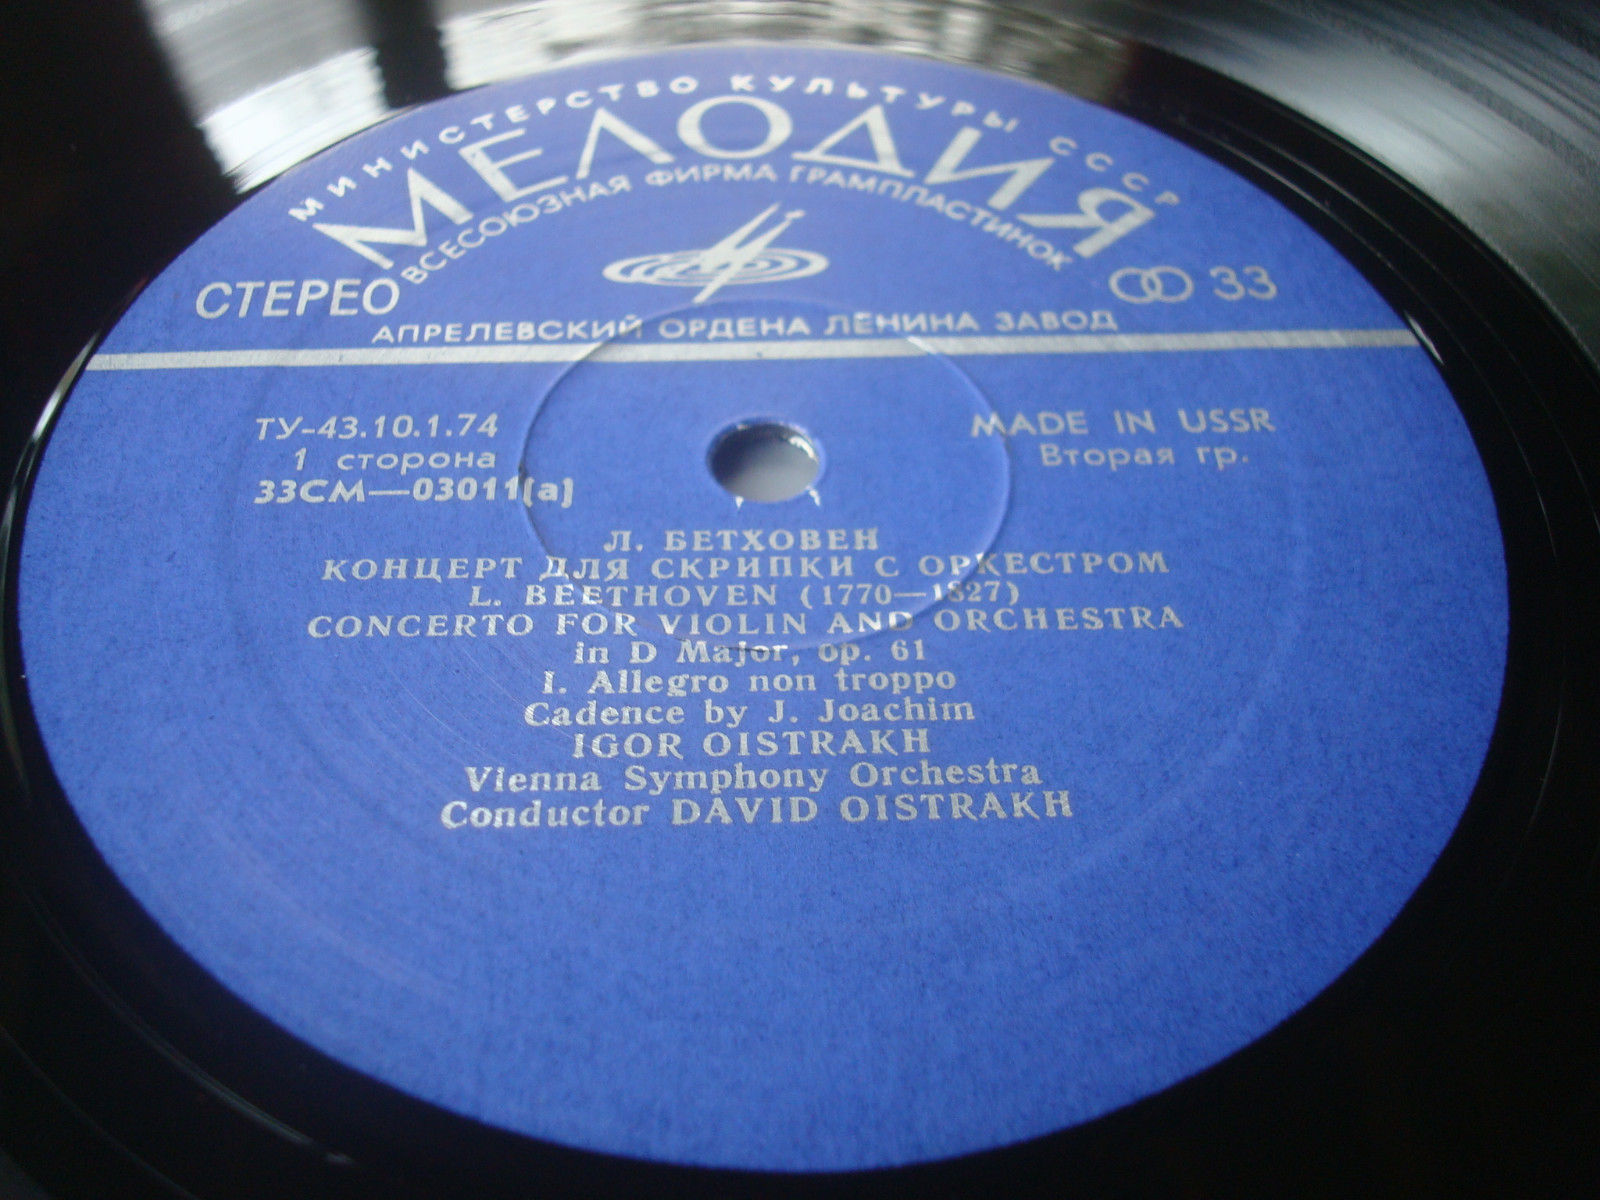 МИНИСТЕРСТВО КУЛЬТУРЫ СССР
МЕЛОДИЯ
ВСЕСОЮЗНАЯ ФИРМА ГРАМПЛАСТИНОК
СТЕРЕО
33
АПРЕЛЕВСКИЙ ОРДЕНА ЛЕНИНА ЗАВОД
ТУ-43.10.1.74
MADE IN USSR
1 сторона
Вторая гр.
33СМ—03011(а)
Л. БЕТХОВЕН
КОНЦЕРТ ДЛЯ СКРИПКИ С ОРКЕСТРОМ
L. BEETHOVEN (1770—1827)
CONCERTO FOR VIOLIN AND ORCHESTRA
in D Major, op. 61
I. Allegro non troppo
Cadence by J. Joachim
IGOR OISTRAKH
Vienna Symphony Orchestra
Conductor DAVID OISTRAKH